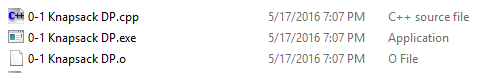 0-1 Knapsack DP.cpp 5/17/2016 7:07 PM C++ source file
0-1 Knapsack DP.exe 5/17/2016 7:07 PM Application
0-1 Knapsack DP.o 5/17/2016 7:07 PM O File